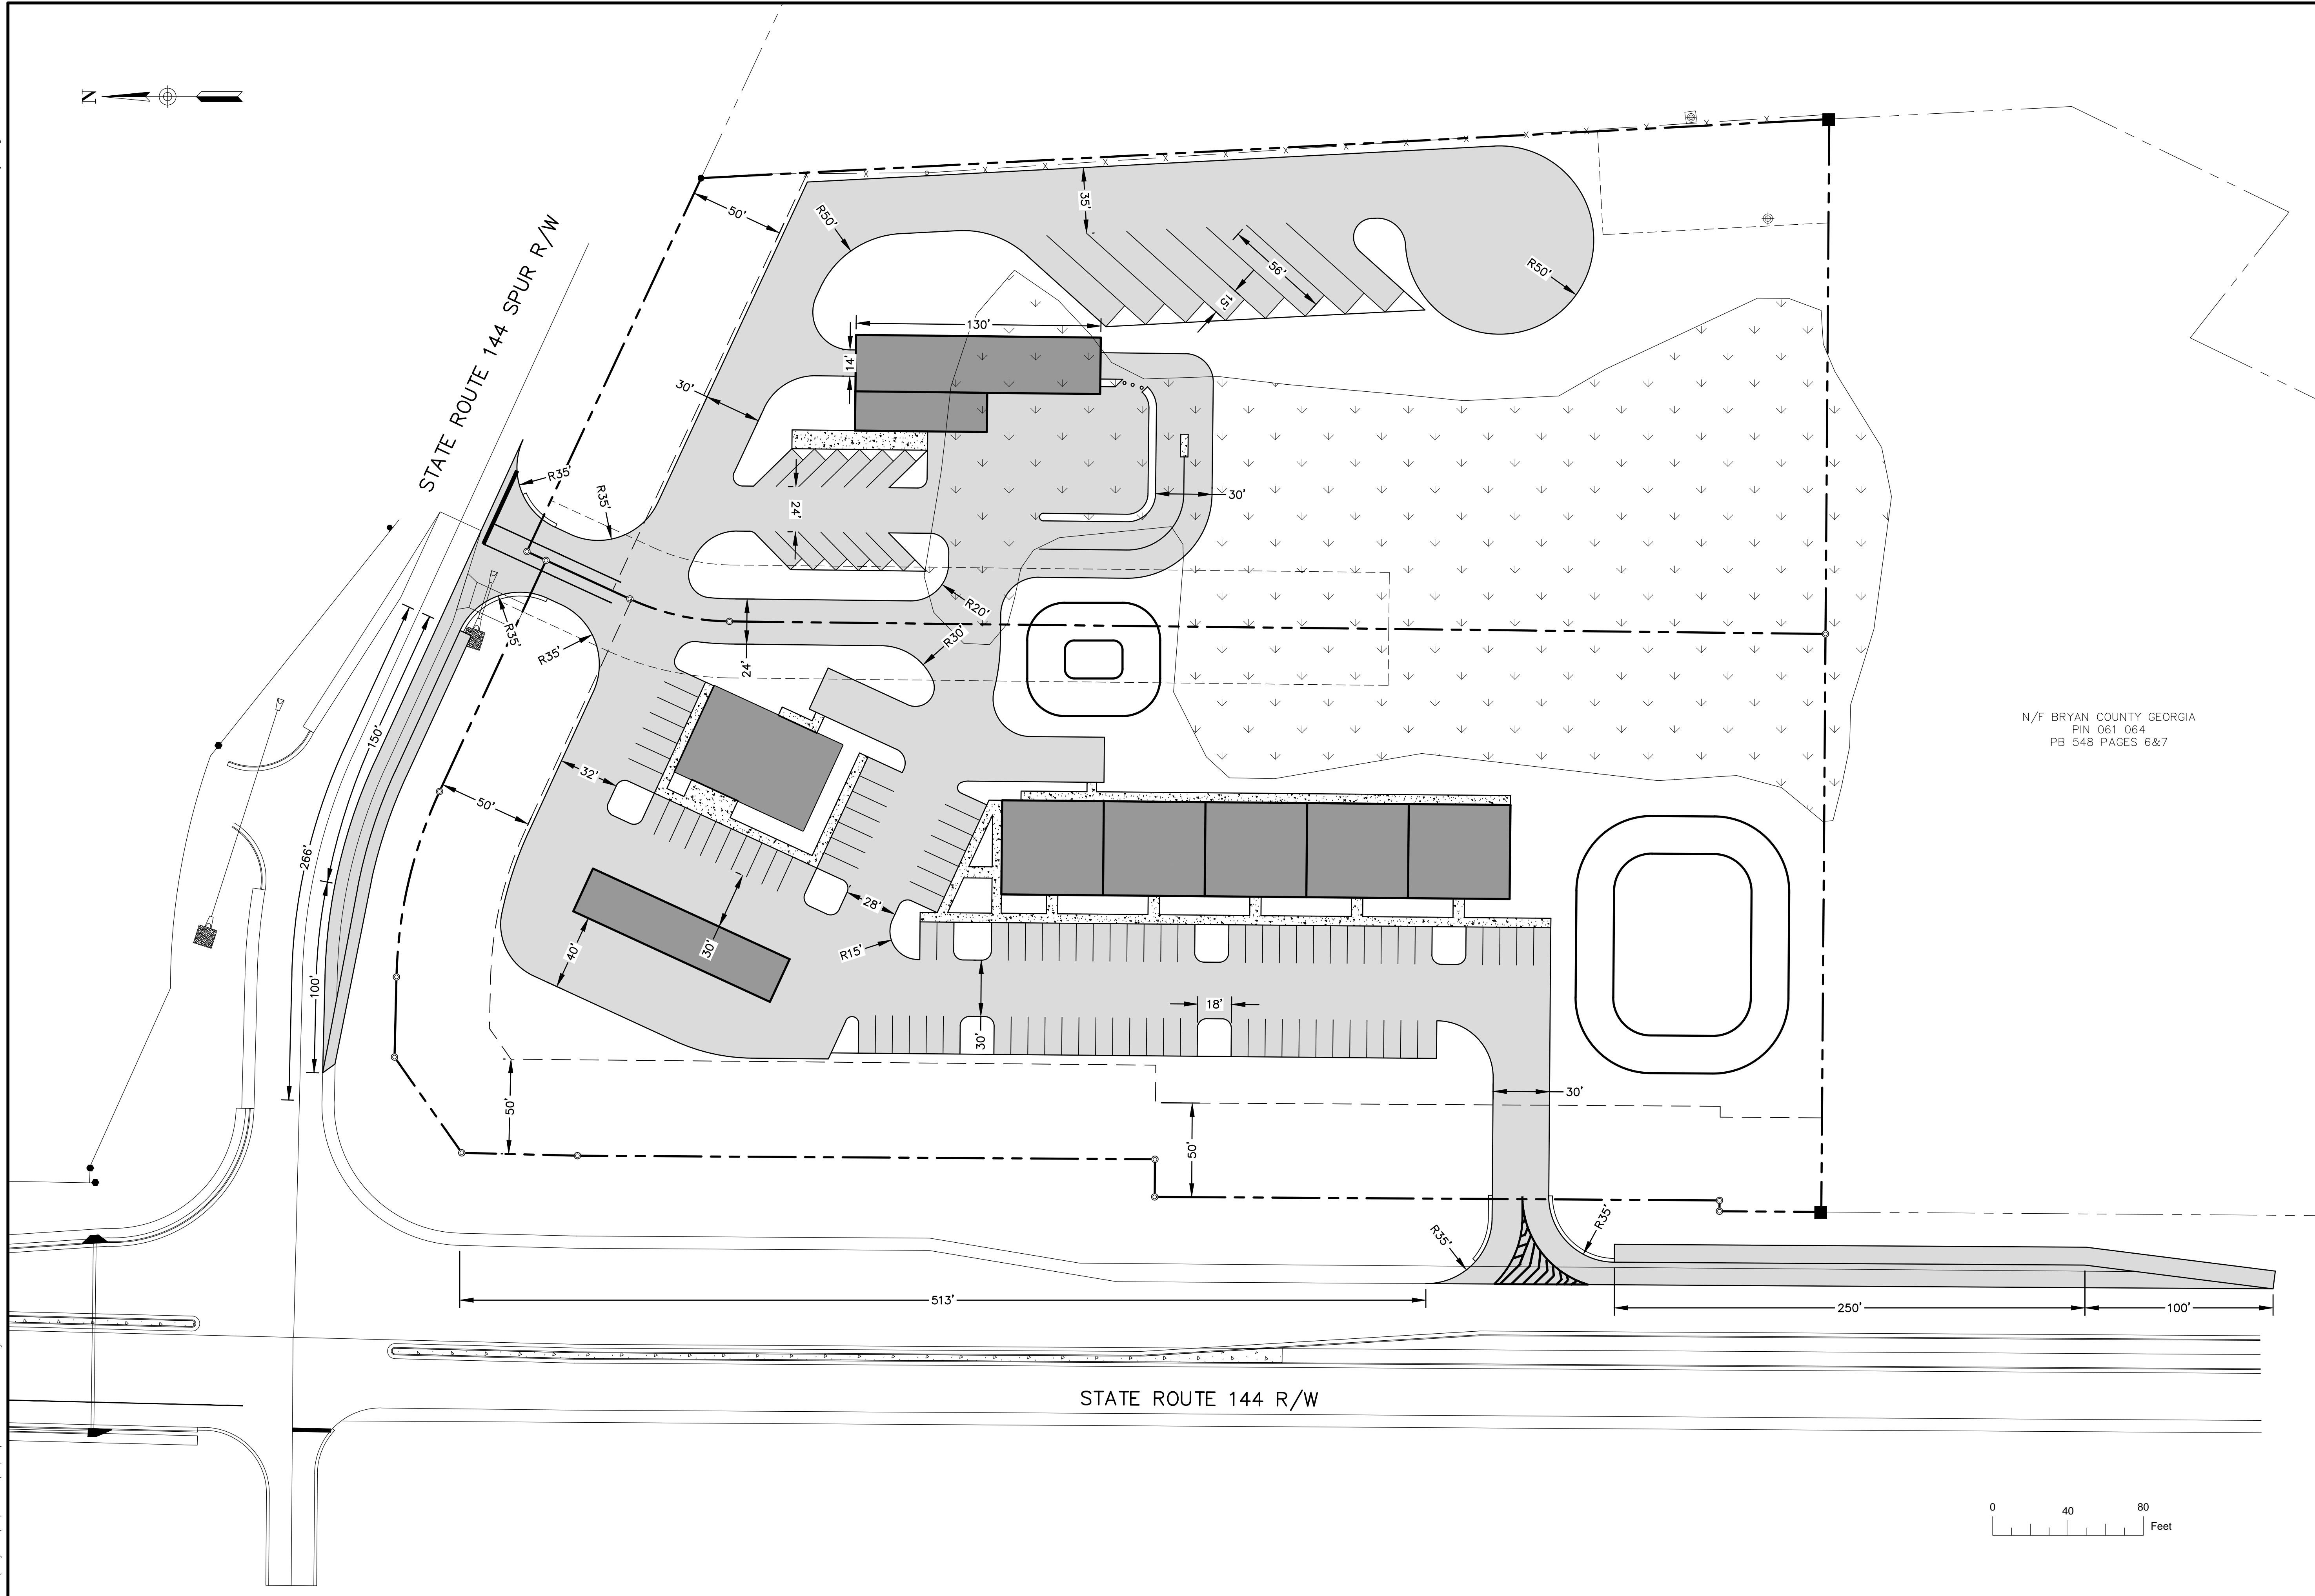 N
STATE ROUTE 144 SPUR R/W
50'
R50'
35'
56'
15'
R50'
130'
14'
30'
R35'
R35'
24'
30'
R20'
R30'
24'
R35'
R35'
150'
266'
100'
50'
32'
28'
R15'
30'
40'
18'
30'
30'
50'
50'
N/F BRYAN COUNTY GEORGIA
PIN 061 064
PB 548 PAGES 6&7
R35'
R35'
513'
250'
100'
STATE ROUTE 144 R/W
0 40 80
Feet